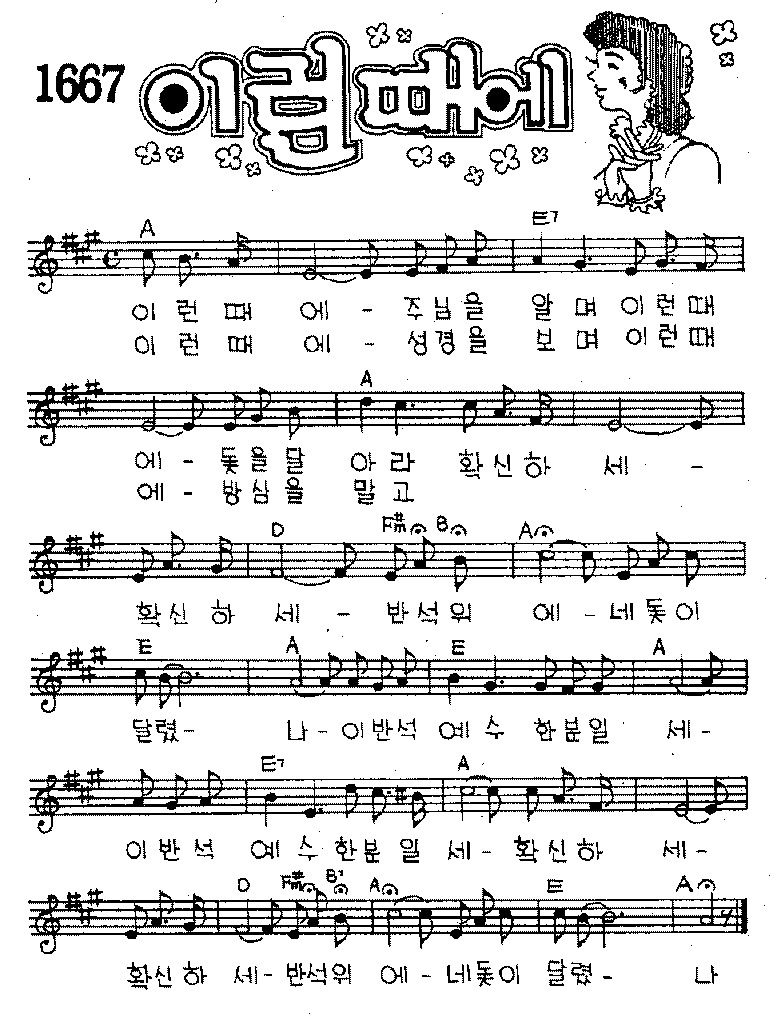 1667 이럴때에
A E7
이 런 때 에 - 주 님 을 알 며 이 런 때
이 런 때 에 - 성 경 을 보 며 이 런 때
A
에 - 돛 을 달 아 라 확 신 하 세 -
에 - 방 심 을 말 고
D F# B A
확 신 하 세 - 반 석 위 에 - 네 돛 이
E A E A
달 렸 - 나 - 이 반 석 예 수 한 분 일 세 -
E7 A
이 반 석 예 수 한 분 일 세 - 확 신 하 세 -
D F# B7 A E A
확 신 하 세 - 반 석 위 에 - 네 돛 이 달 렸 - 나